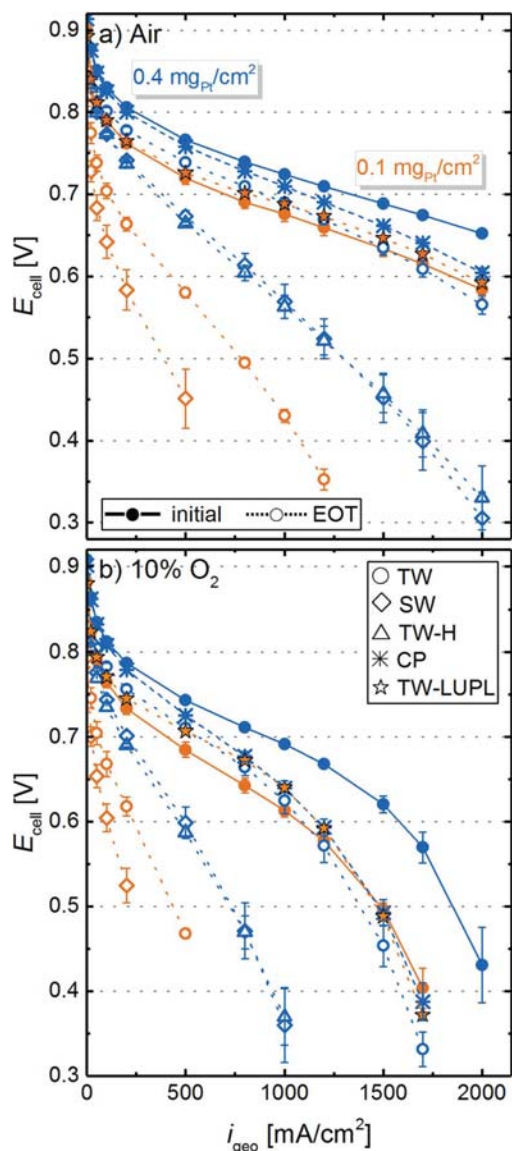 a) Air
0.4 mgPt/cm²
0.1 mgPt/cm²
Ecell [V]
0.9
0.8
0.7
0.6
0.5
0.4
0.3
initial
EOT
b) 10% O₂
TW
SW
TW-H
CP
TW-LUPL
Ecell [V]
0.9
0.8
0.7
0.6
0.5
0.4
0.3
0 500 1000 1500 2000
igeo [mA/cm²]